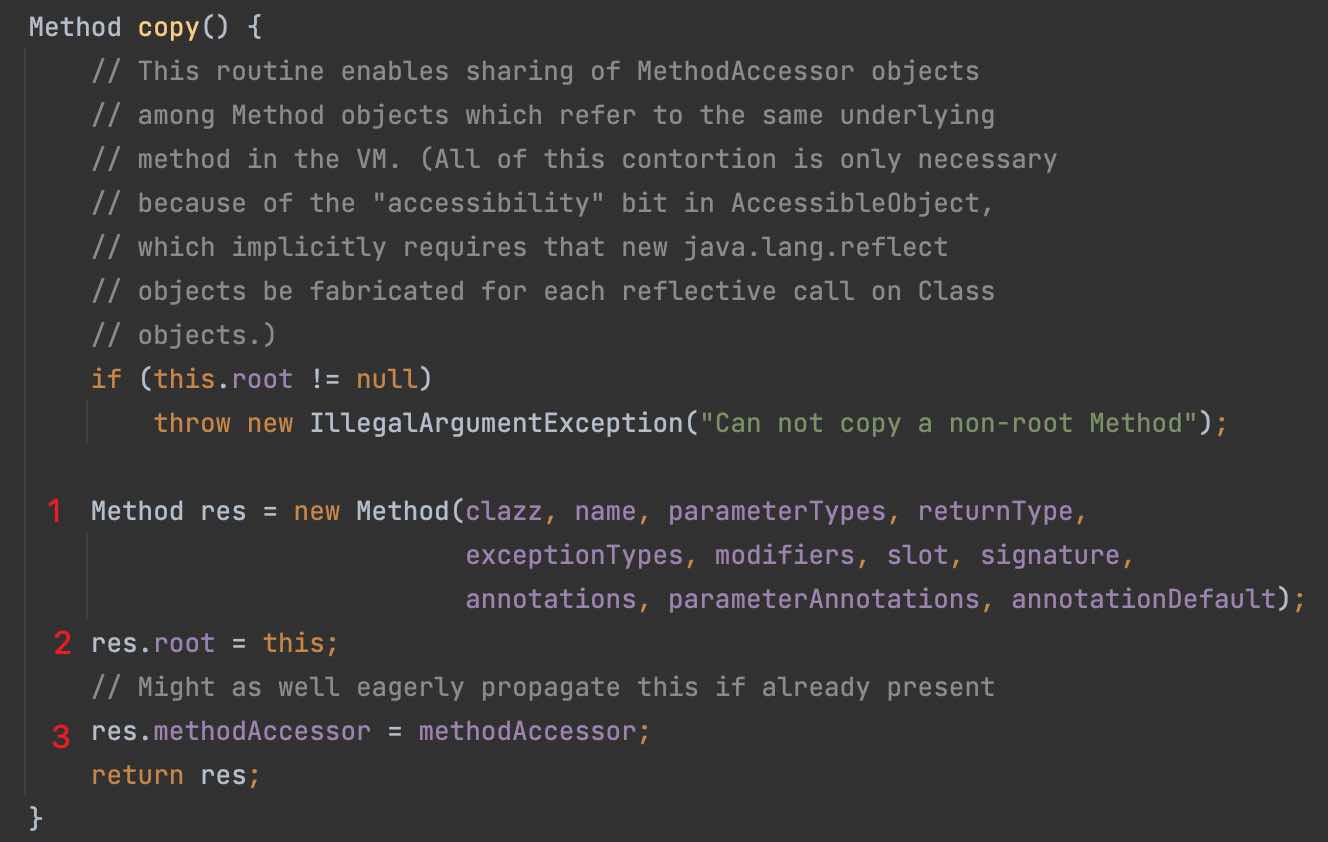 Method copy() {
    // This routine enables sharing of MethodAccessor objects
    // among Method objects which refer to the same underlying
    // method in the VM. (All of this contortion is only necessary
    // because of the "accessibility" bit in AccessibleObject,
    // which implicitly requires that new java.lang.reflect
    // objects be fabricated for each reflective call on Class
    // objects.)
    if (this.root != null)
        throw new IllegalArgumentException("Can not copy a non-root Method");
1 Method res = new Method(clazz, name, parameterTypes, returnType,
                            exceptionTypes, modifiers, slot, signature,
                            annotations, parameterAnnotations, annotationDefault);
2 res.root = this;
    // Might as well eagerly propagate this if already present
3 res.methodAccessor = methodAccessor;
    return res;
}